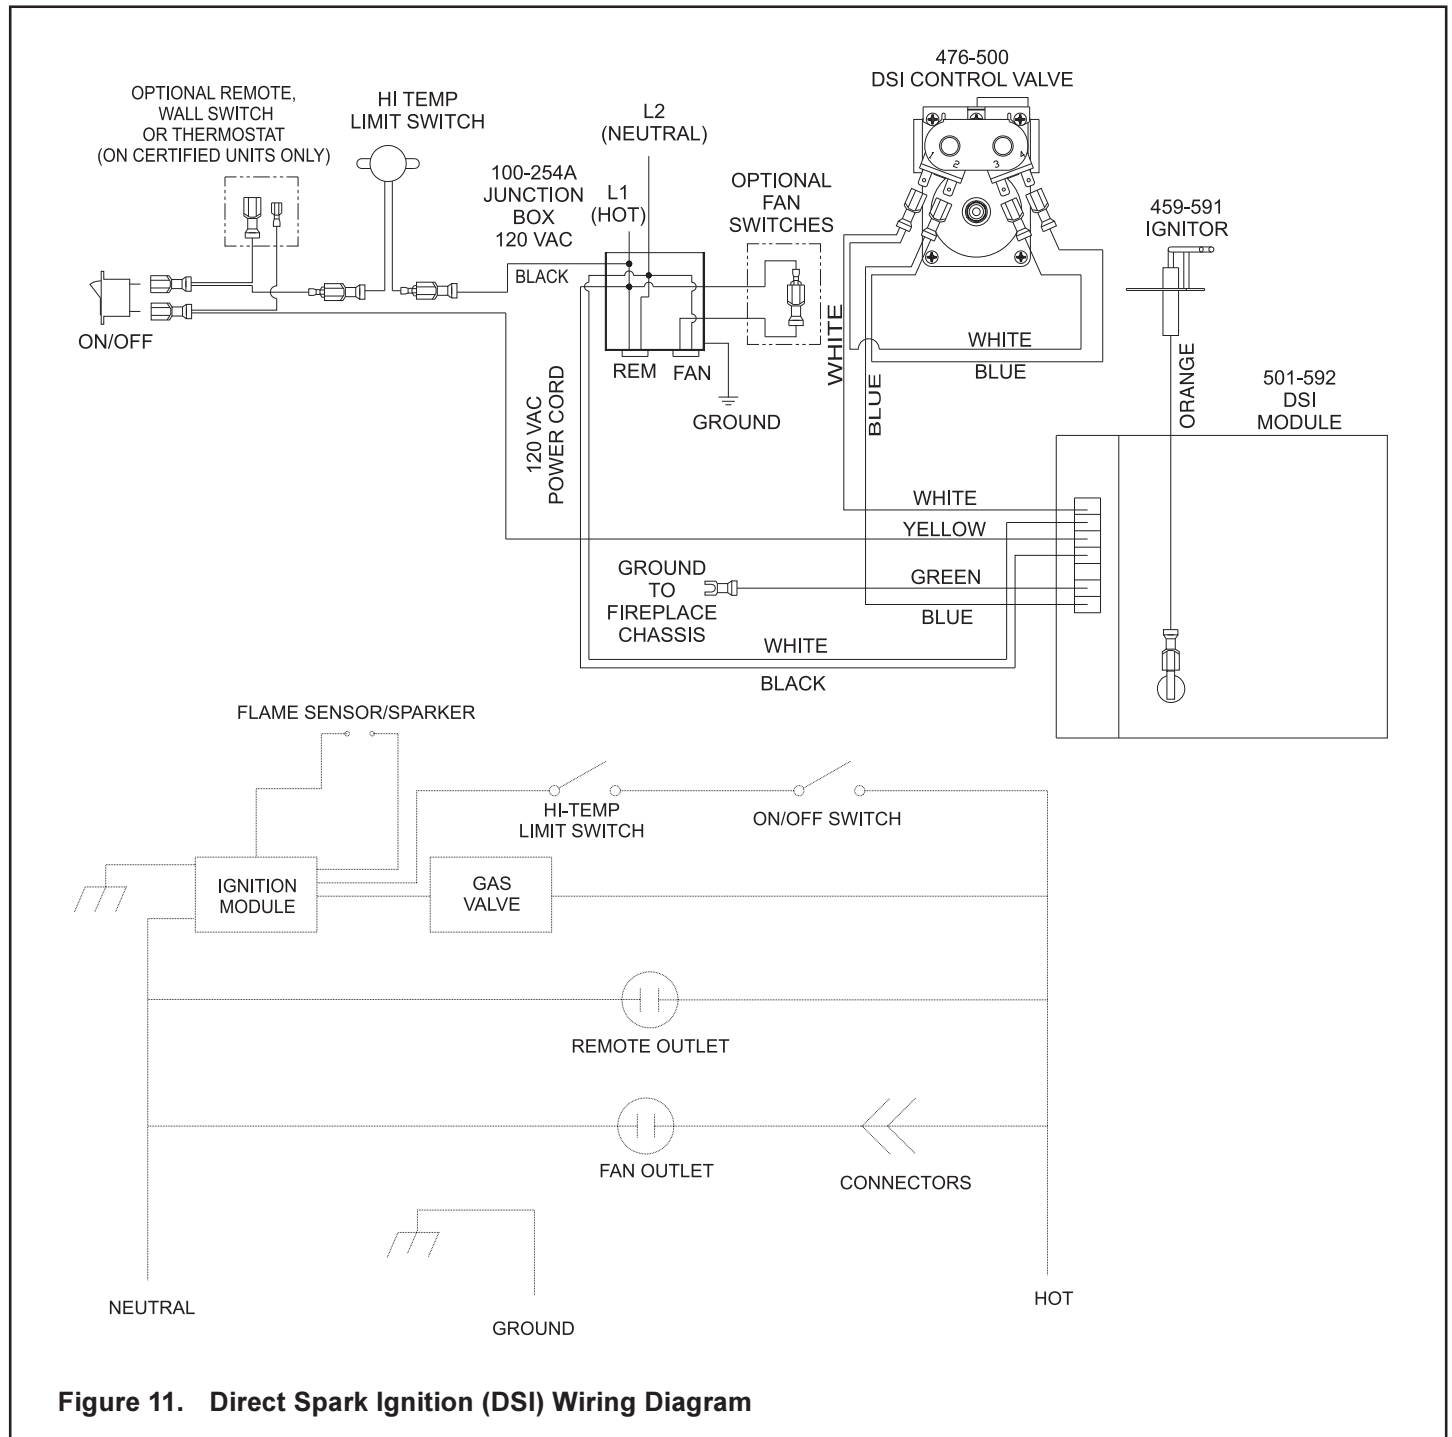 476-500
DSI CONTROL VALVE
OPTIONAL REMOTE,
WALL SWITCH
OR THERMOSTAT
(ON CERTIFIED UNITS ONLY)
HI TEMP
LIMIT SWITCH
L2
(NEUTRAL)
100-254A
JUNCTION
BOX
120 VAC
L1
(HOT)
OPTIONAL
FAN
SWITCHES
1
2
3
4
459-591
IGNITOR
BLACK
ON/OFF
REM
FAN
GROUND
120 VAC
POWER CORD
WHITE
BLUE
WHITE
BLUE
ORANGE
501-592
DSI
MODULE
WHITE
YELLOW
GROUND
TO
FIREPLACE
CHASSIS
GREEN
BLUE
WHITE
BLACK
FLAME SENSOR/SPARKER
HI-TEMP
LIMIT SWITCH
ON/OFF SWITCH
IGNITION
MODULE
GAS
VALVE
REMOTE OUTLET
FAN OUTLET
CONNECTORS
NEUTRAL
GROUND
HOT
Figure 11. Direct Spark Ignition (DSI) Wiring Diagram